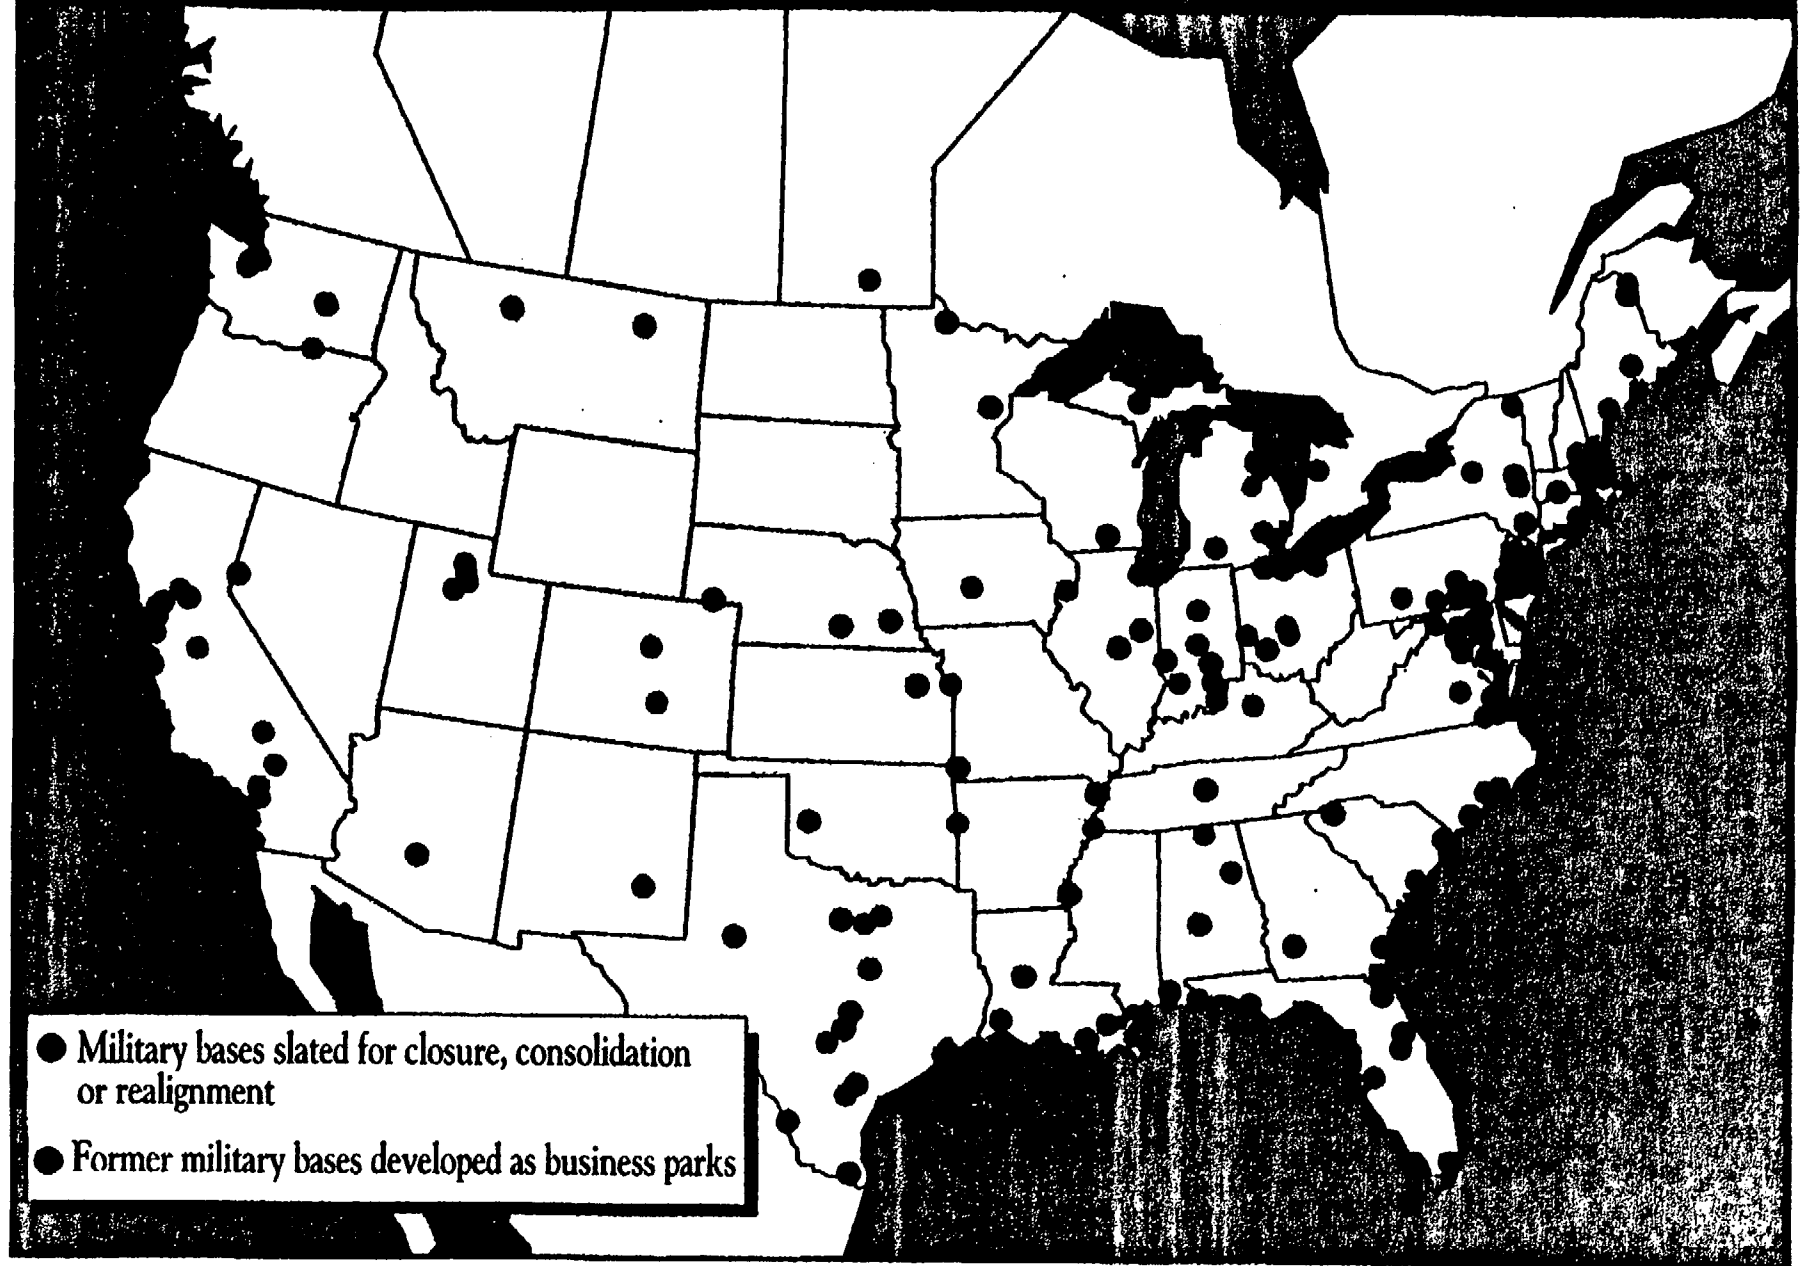 Military bases slated for closure, consolidation
or realignment
Former military bases developed as business parks